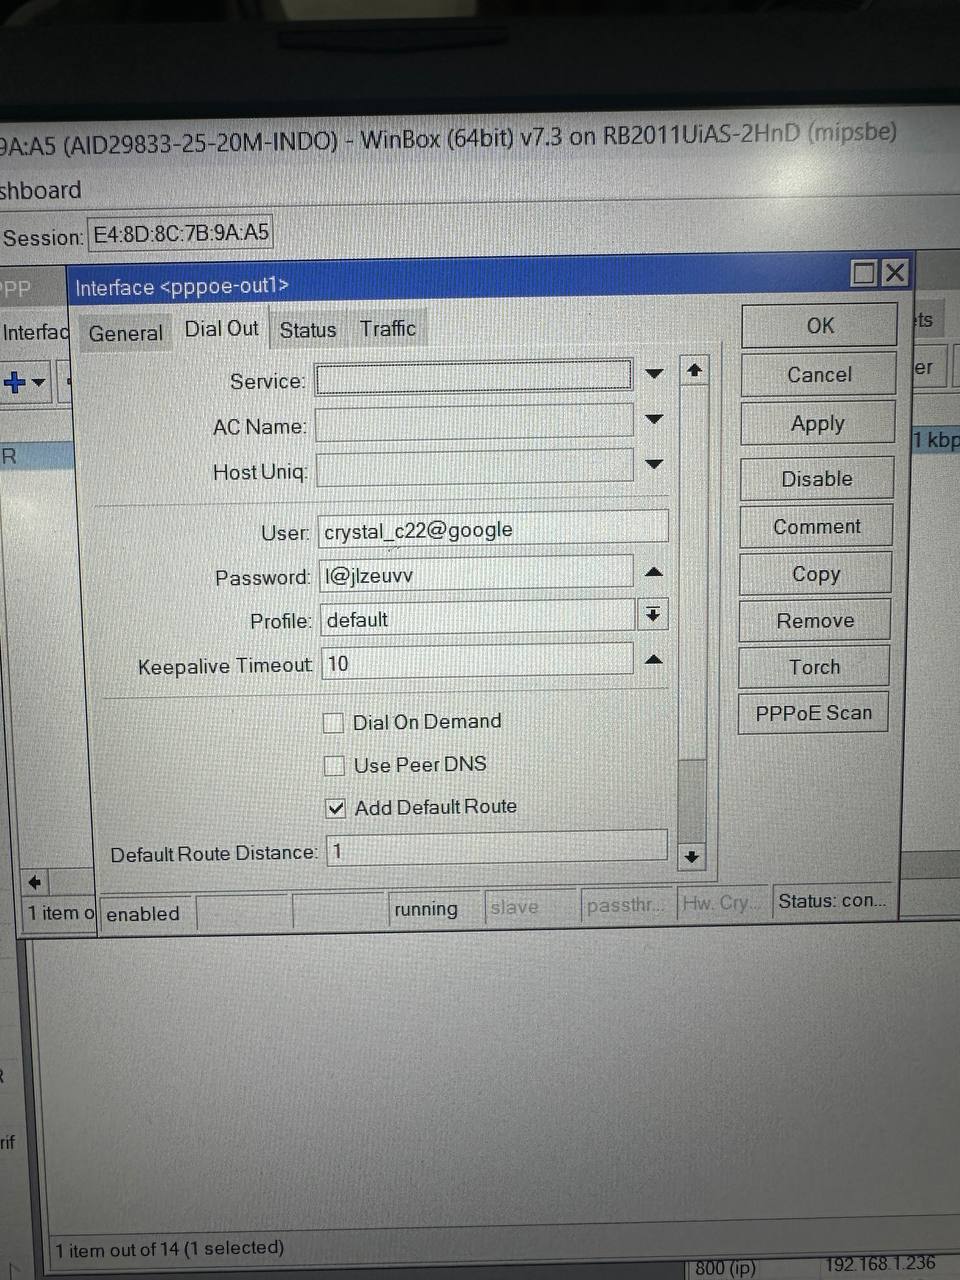 9A:A5 (AID29833-25-20M-INDO) - WinBox (64bit) v7.3 on RB2011UiAS-2HnD (mipsbe)
shboard
Session: E4:8D:8C:7B:9A:A5
PPP
Interface <pppoe-out1>
Interfac
General Dial Out Status Traffic
ts
er
R
1 kbp
Service:
AC Name:
Host Uniq:
User: crystal_c22@google
Password: l@jlzeuvv
Profile: default
Keepalive Timeout: 10
Dial On Demand
Use Peer DNS
Add Default Route
Default Route Distance: 1
OK
Cancel
Apply
Disable
Comment
Copy
Remove
Torch
PPPoE Scan
1 item o
enabled running slave passthr... Hw. Cry... Status: con...
rif
1 item out of 14 (1 selected)
800 (ip) 192.168.1.236